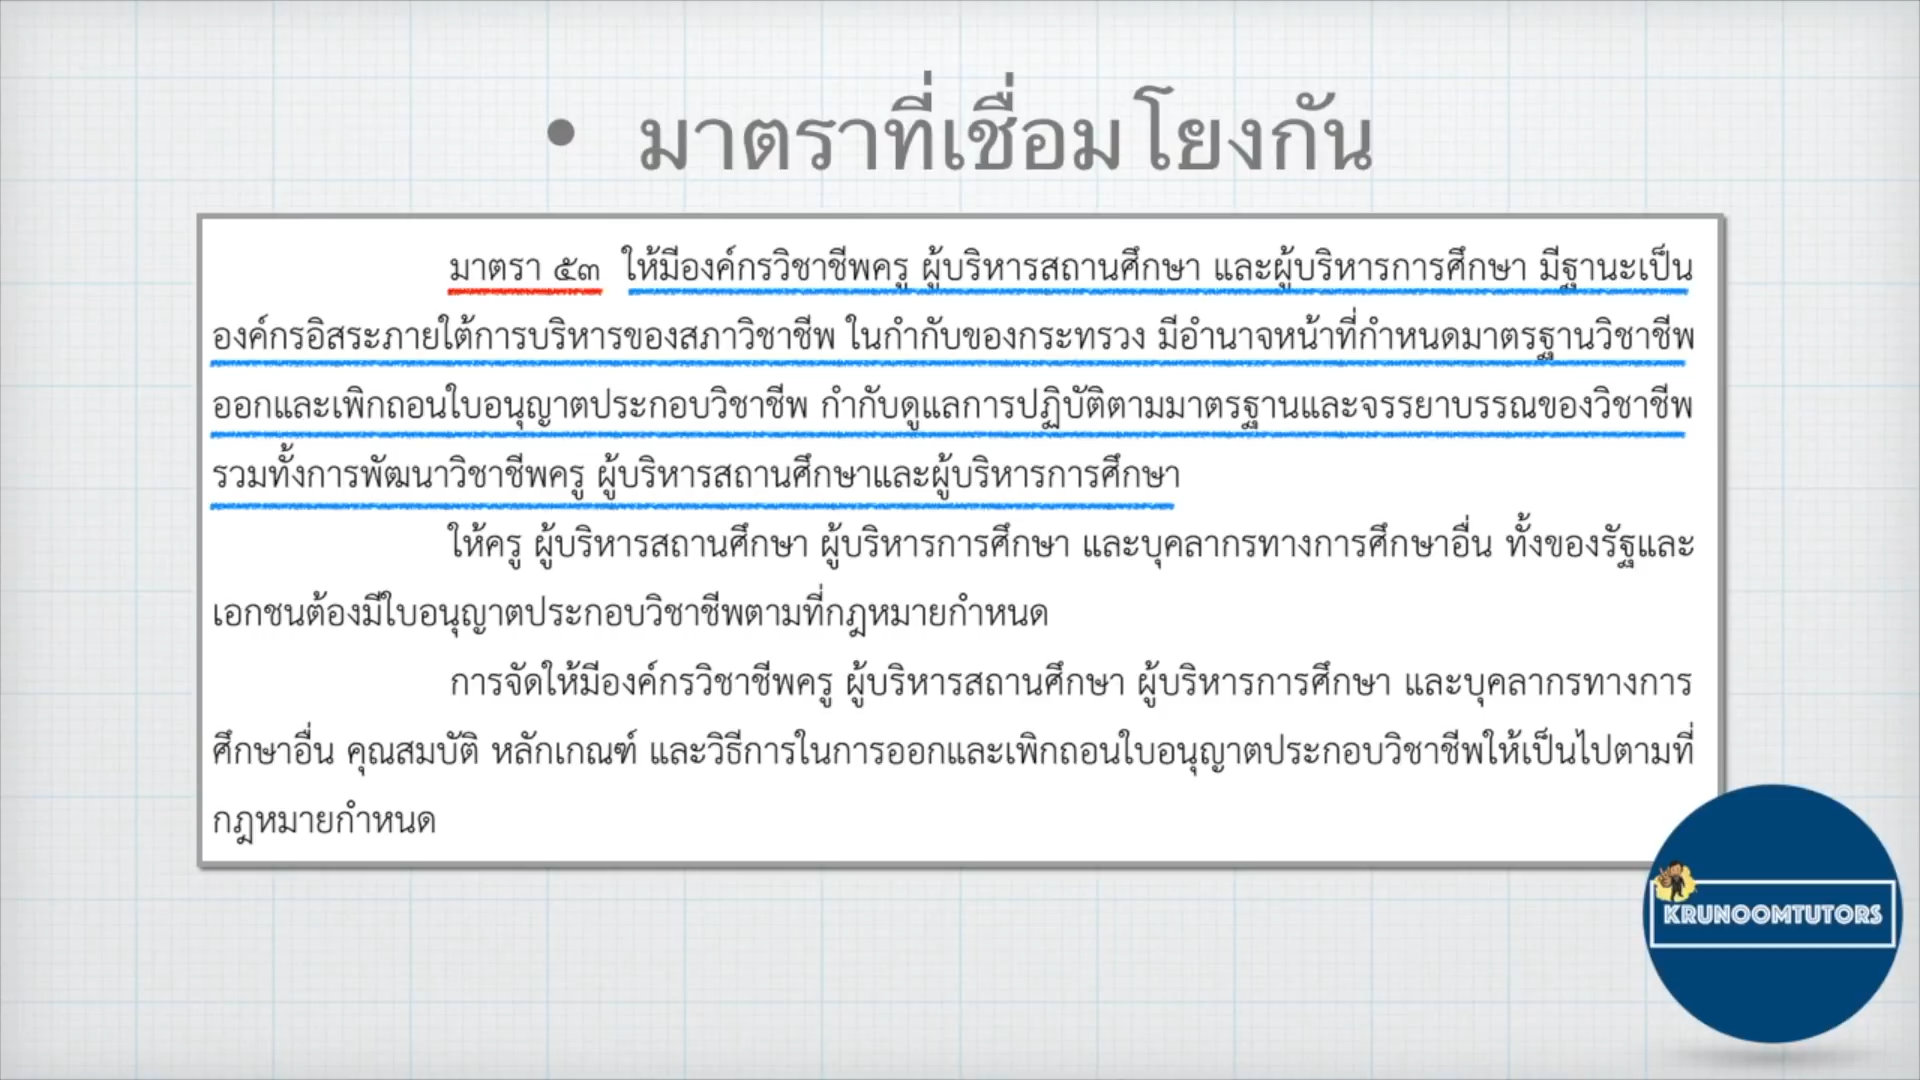 • มาตราที่เชื่อมโยงกัน
มาตรา ๕๓ ให้มีองค์กรวิชาชีพครู ผู้บริหารสถานศึกษา และผู้บริหารการศึกษา มีฐานะเป็น
องค์กรอิสระภายใต้การบริหารของสภาวิชาชีพ ในกำกับของกระทรวง มีอำนาจหน้าที่กำหนดมาตรฐานวิชาชีพ
ออกและเพิกถอนใบอนุญาตประกอบวิชาชีพ กำกับดูแลการปฏิบัติตามมาตรฐานและจรรยาบรรณของวิชาชีพ
รวมทั้งการพัฒนาวิชาชีพครู ผู้บริหารสถานศึกษาและผู้บริหารการศึกษา
ให้ครู ผู้บริหารสถานศึกษา ผู้บริหารการศึกษา และบุคลากรทางการศึกษาอื่น ทั้งของรัฐและ
เอกชนต้องมีใบอนุญาตประกอบวิชาชีพตามที่กฎหมายกำหนด
การจัดให้มีองค์กรวิชาชีพครู ผู้บริหารสถานศึกษา ผู้บริหารการศึกษา และบุคลากรทางการ
ศึกษาอื่น คุณสมบัติ หลักเกณฑ์ และวิธีการในการออกและเพิกถอนใบอนุญาตประกอบวิชาชีพให้เป็นไปตามที่
กฎหมายกำหนด
KRUNOOMTUTORS